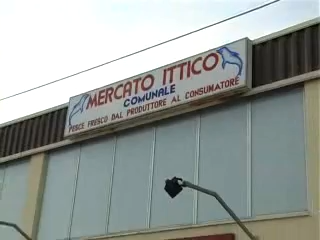 MERCATO ITTICO
COMUNALE
PESCE FRESCO DAL PRODUTTORE AL CONSUMATORE